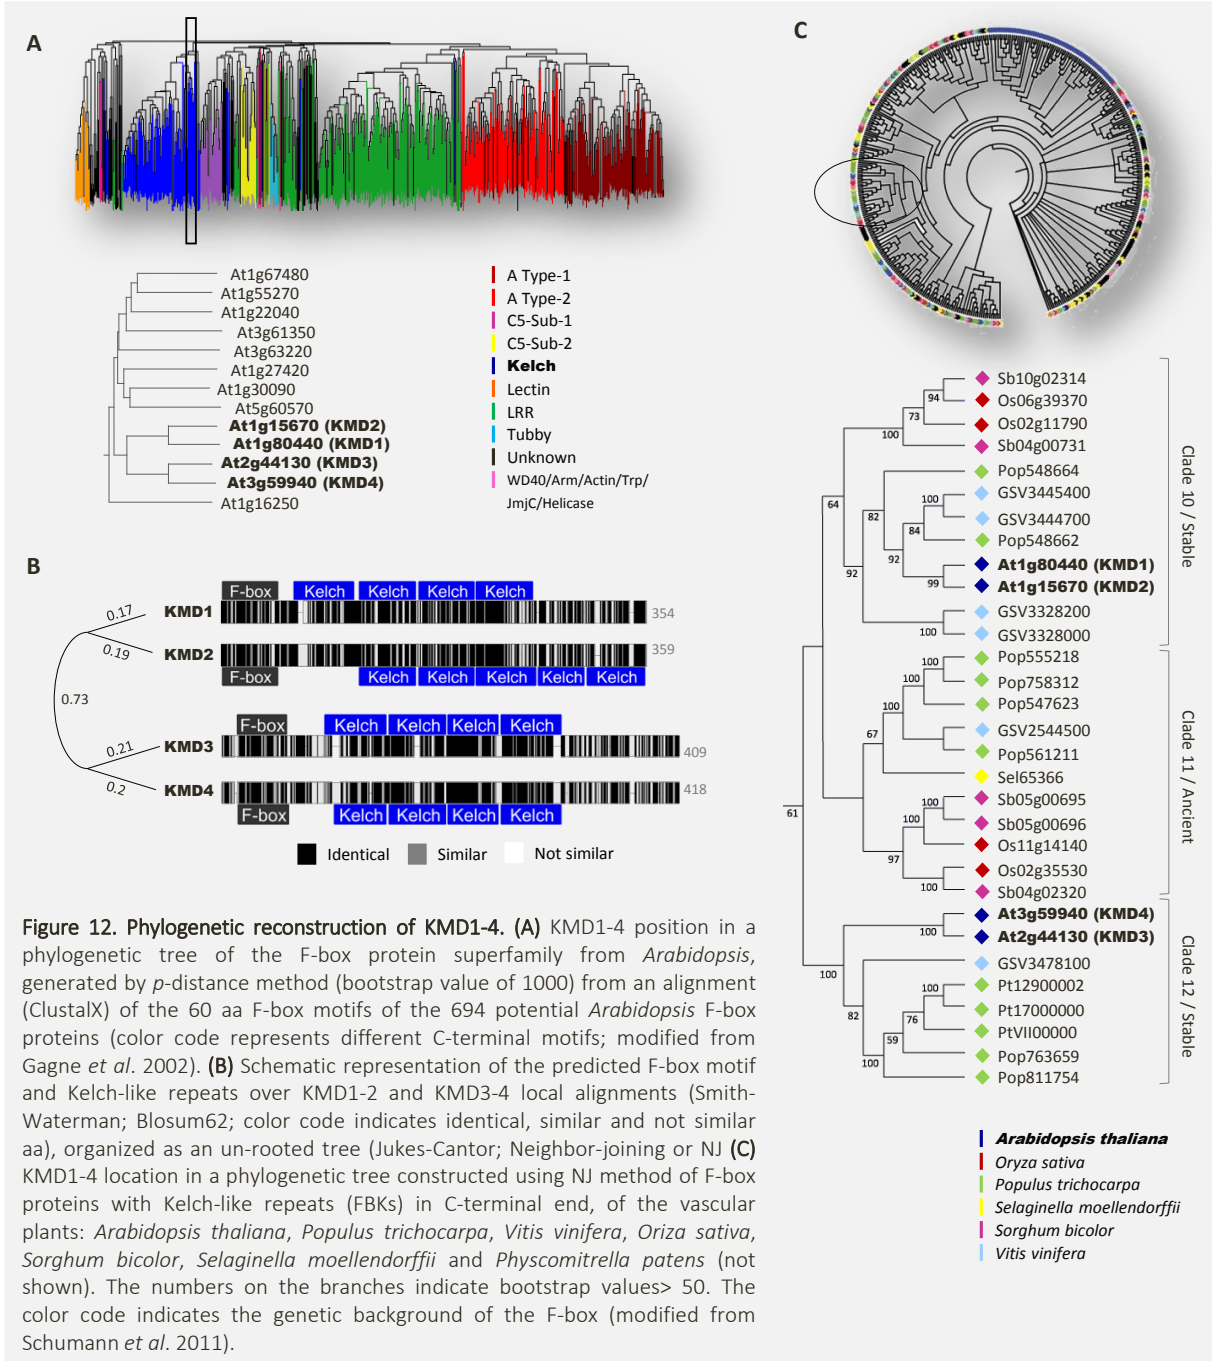 A
At1g67480
At1g55270
At1g22040
At3g61350
At3g63220
At1g27420
At1g30090
At5g60570
At1g15670 (KMD2)
At1g80440 (KMD1)
At2g44130 (KMD3)
At3g59940 (KMD4)
At1g16250
A Type-1
A Type-2
C5-Sub-1
C5-Sub-2
Kelch
Lectin
LRR
Tubby
Unknown
WD40/Arm/Actin/Trp/
JmjC/Helicase
B
F-box Kelch Kelch Kelch Kelch
0.17 KMD1 354
0.19 KMD2 359
F-box Kelch Kelch Kelch Kelch Kelch
0.73
F-box Kelch Kelch Kelch Kelch
0.21 KMD3 409
0.2 KMD4 418
F-box Kelch Kelch Kelch Kelch
Identical Similar Not similar
C
Sb10g02314
94 Os06g39370
73 Os02g11790
100 Sb04g00731
Pop548664
100 GSV3445400
64 82 GSV3444700
84 Pop548662
92 At1g80440 (KMD1)
92 99 At1g15670 (KMD2)
GSV3328200
100 GSV3328000
Clade 10 / Stable
100 Pop555218
100 Pop758312
100 Pop547623
67 GSV2544500
100 Pop561211
Sel65366
100 Sb05g00695
61 100 Sb05g00696
97 Os11g14140
Os02g35530
100 Sb04g02320
Clade 11 / Ancient
At3g59940 (KMD4)
100 At2g44130 (KMD3)
100 GSV3478100
100 Pt12900002
82 76 Pt17000000
59 PtVII00000
100 Pop763659
Pop811754
Clade 12 / Stable
Arabidopsis thaliana
Oryza sativa
Populus trichocarpa
Selaginella moellendorffii
Sorghum bicolor
Vitis vinifera
Figure 12. Phylogenetic reconstruction of KMD1-4. (A) KMD1-4 position in a
phylogenetic tree of the F-box protein superfamily from Arabidopsis,
generated by p-distance method (bootstrap value of 1000) from an alignment
(ClustalX) of the 60 aa F-box motifs of the 694 potential Arabidopsis F-box
proteins (color code represents different C-terminal motifs; modified from
Gagne et al. 2002). (B) Schematic representation of the predicted F-box motif
and Kelch-like repeats over KMD1-2 and KMD3-4 local alignments (Smith-
Waterman; Blosum62; color code indicates identical, similar and not similar
aa), organized as an un-rooted tree (Jukes-Cantor; Neighbor-joining or NJ (C)
KMD1-4 location in a phylogenetic tree constructed using NJ method of F-box
proteins with Kelch-like repeats (FBKs) in C-terminal end, of the vascular
plants: Arabidopsis thaliana, Populus trichocarpa, Vitis vinifera, Oriza sativa,
Sorghum bicolor, Selaginella moellendorffii and Physcomitrella patens (not
shown). The numbers on the branches indicate bootstrap values> 50. The
color code indicates the genetic background of the F-box (modified from
Schumann et al. 2011).